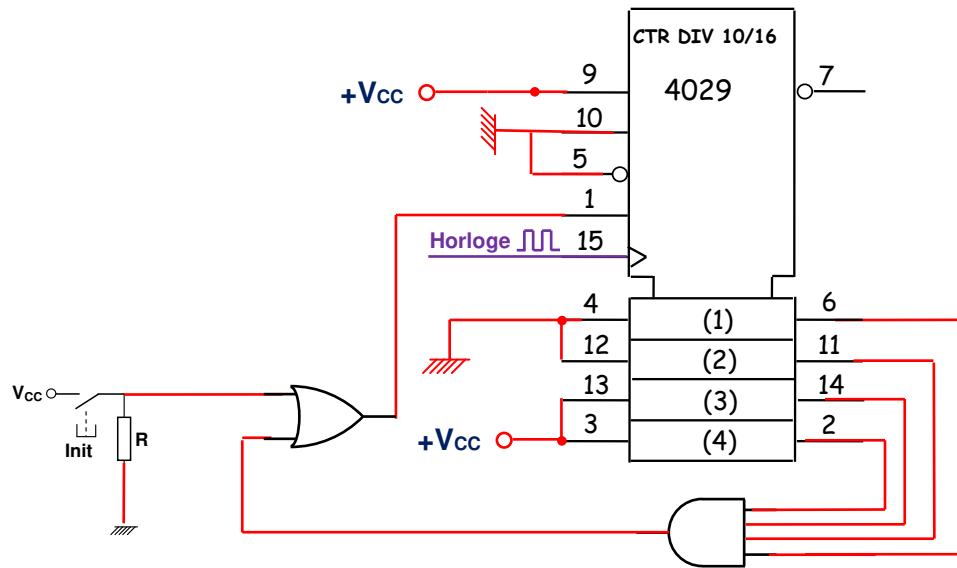 CTR DIV 10/16
4029
+VCC
9
7
10
5
1
Horloge
15
4
(1)
6
12
(2)
11
13
(3)
14
+VCC
3
(4)
2
VCC
Init
R